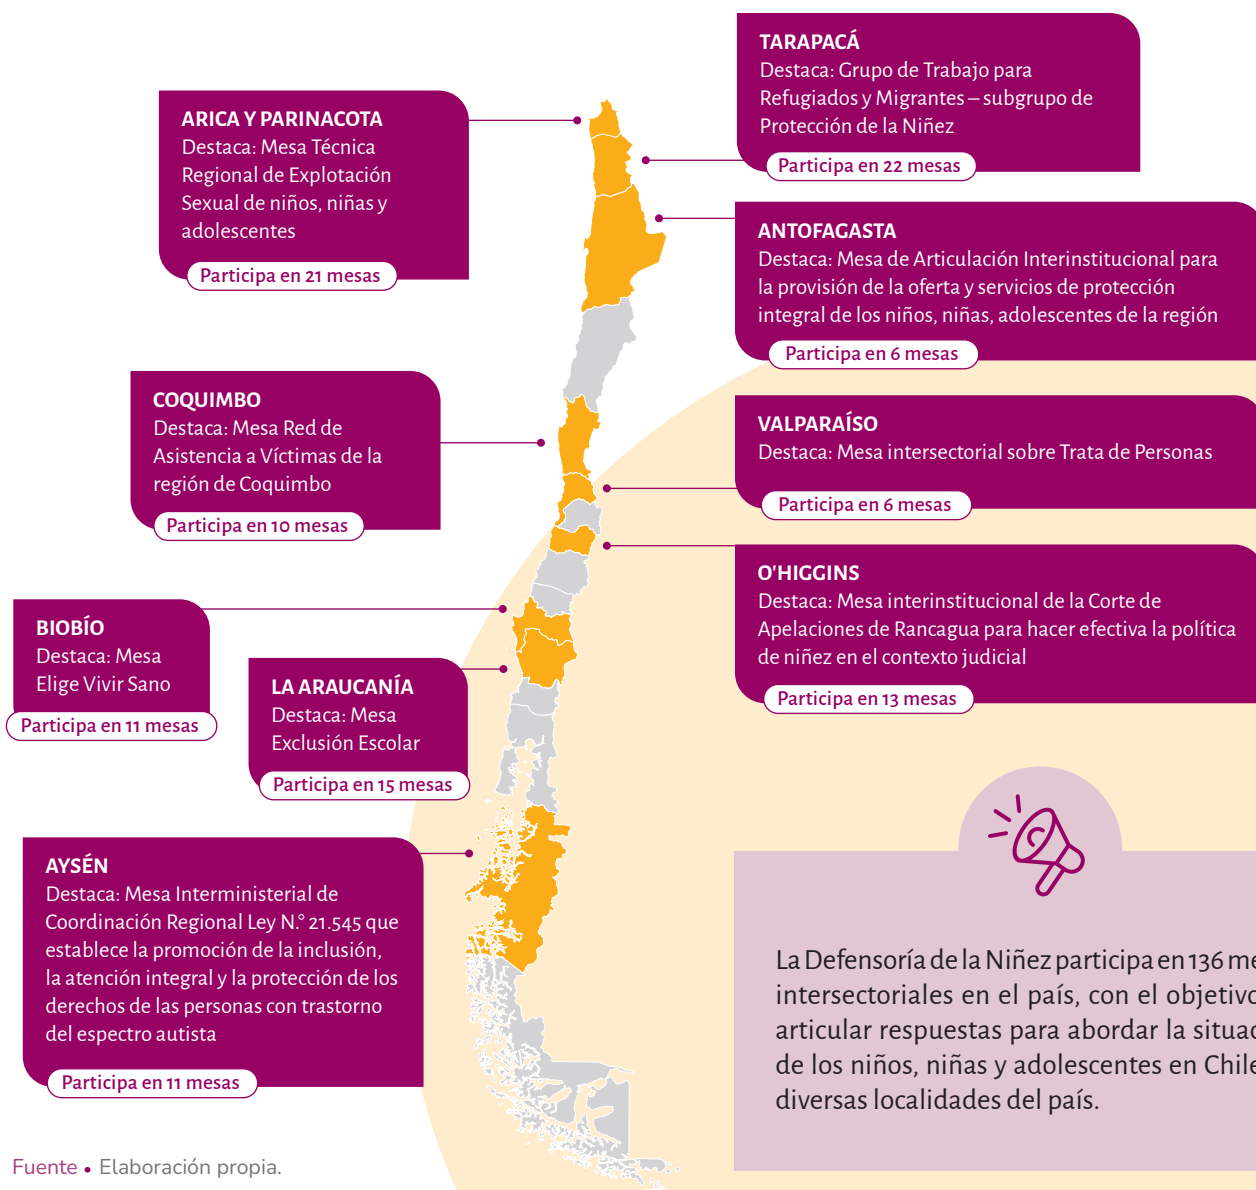 TARAPACÁ
Destaca: Grupo de Trabajo para
Refugiados y Migrantes – subgrupo de
Protección de la Niñez
Participa en 22 mesas
ARICA Y PARINACOTA
Destaca: Mesa Técnica
Regional de Explotación
Sexual de niños, niñas y
adolescentes
Participa en 21 mesas
ANTOFAGASTA
Destaca: Mesa de Articulación Interinstitucional para
la provisión de la oferta y servicios de protección
integral de los niños, niñas, adolescentes de la región
Participa en 6 mesas
COQUIMBO
Destaca: Mesa Red de
Asistencia a Víctimas de la
región de Coquimbo
Participa en 10 mesas
VALPARAÍSO
Destaca: Mesa intersectorial sobre Trata de Personas
Participa en 6 mesas
O'HIGGINS
Destaca: Mesa interinstitucional de la Corte de
Apelaciones de Rancagua para hacer efectiva la política
de niñez en el contexto judicial
Participa en 13 mesas
BIOBÍO
Destaca: Mesa
Elige Vivir Sano
Participa en 11 mesas
LA ARAUCANÍA
Destaca: Mesa
Exclusión Escolar
Participa en 15 mesas
AYSÉN
Destaca: Mesa Interministerial de
Coordinación Regional Ley N.° 21.545 que
establece la promoción de la inclusión,
la atención integral y la protección de los
derechos de las personas con trastorno
del espectro autista
Participa en 11 mesas
La Defensoría de la Niñez participa en 136 me
intersectoriales en el país, con el objetivo
articular respuestas para abordar la situa
de los niños, niñas y adolescentes en Chile
diversas localidades del país.
Fuente • Elaboración propia.